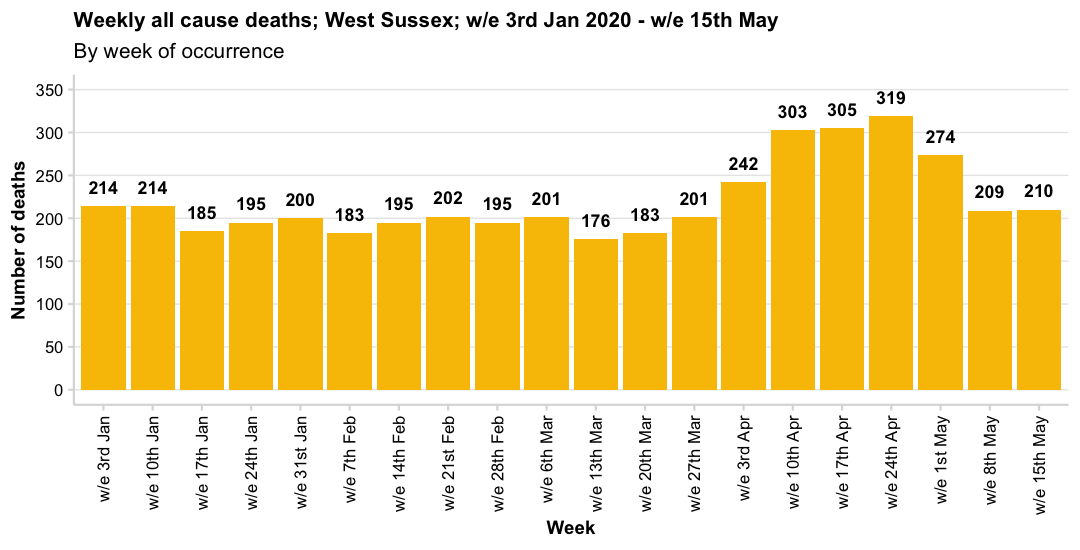 Weekly all cause deaths; West Sussex; w/e 3rd Jan 2020 - w/e 15th May
By week of occurrence
Number of deaths
350
300
250
200
150
100
50
0
214
214
185
195
200
183
195
202
195
201
176
183
201
242
303
305
319
274
209
210
w/e 3rd Jan
w/e 10th Jan
w/e 17th Jan
w/e 24th Jan
w/e 31st Jan
w/e 7th Feb
w/e 14th Feb
w/e 21st Feb
w/e 28th Feb
w/e 6th Mar
w/e 13th Mar
w/e 20th Mar
w/e 27th Mar
w/e 3rd Apr
w/e 10th Apr
w/e 17th Apr
w/e 24th Apr
w/e 1st May
w/e 8th May
w/e 15th May
Week